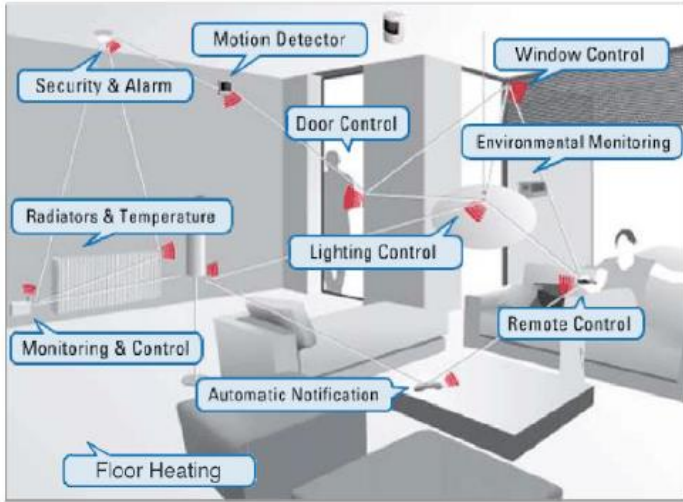 Motion Detector
Window Control
Security & Alarm
Door Control
Environmental Monitoring
Radiators & Temperature
Lighting Control
Remote Control
Monitoring & Control
Automatic Notification
Floor Heating